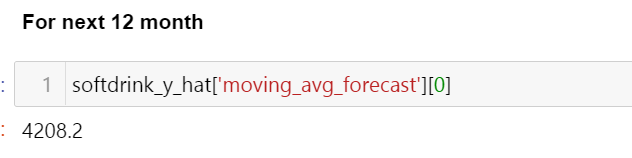 For next 12 month
: 1 softdrink_y_hat['moving_avg_forecast'][0]
: 4208.2